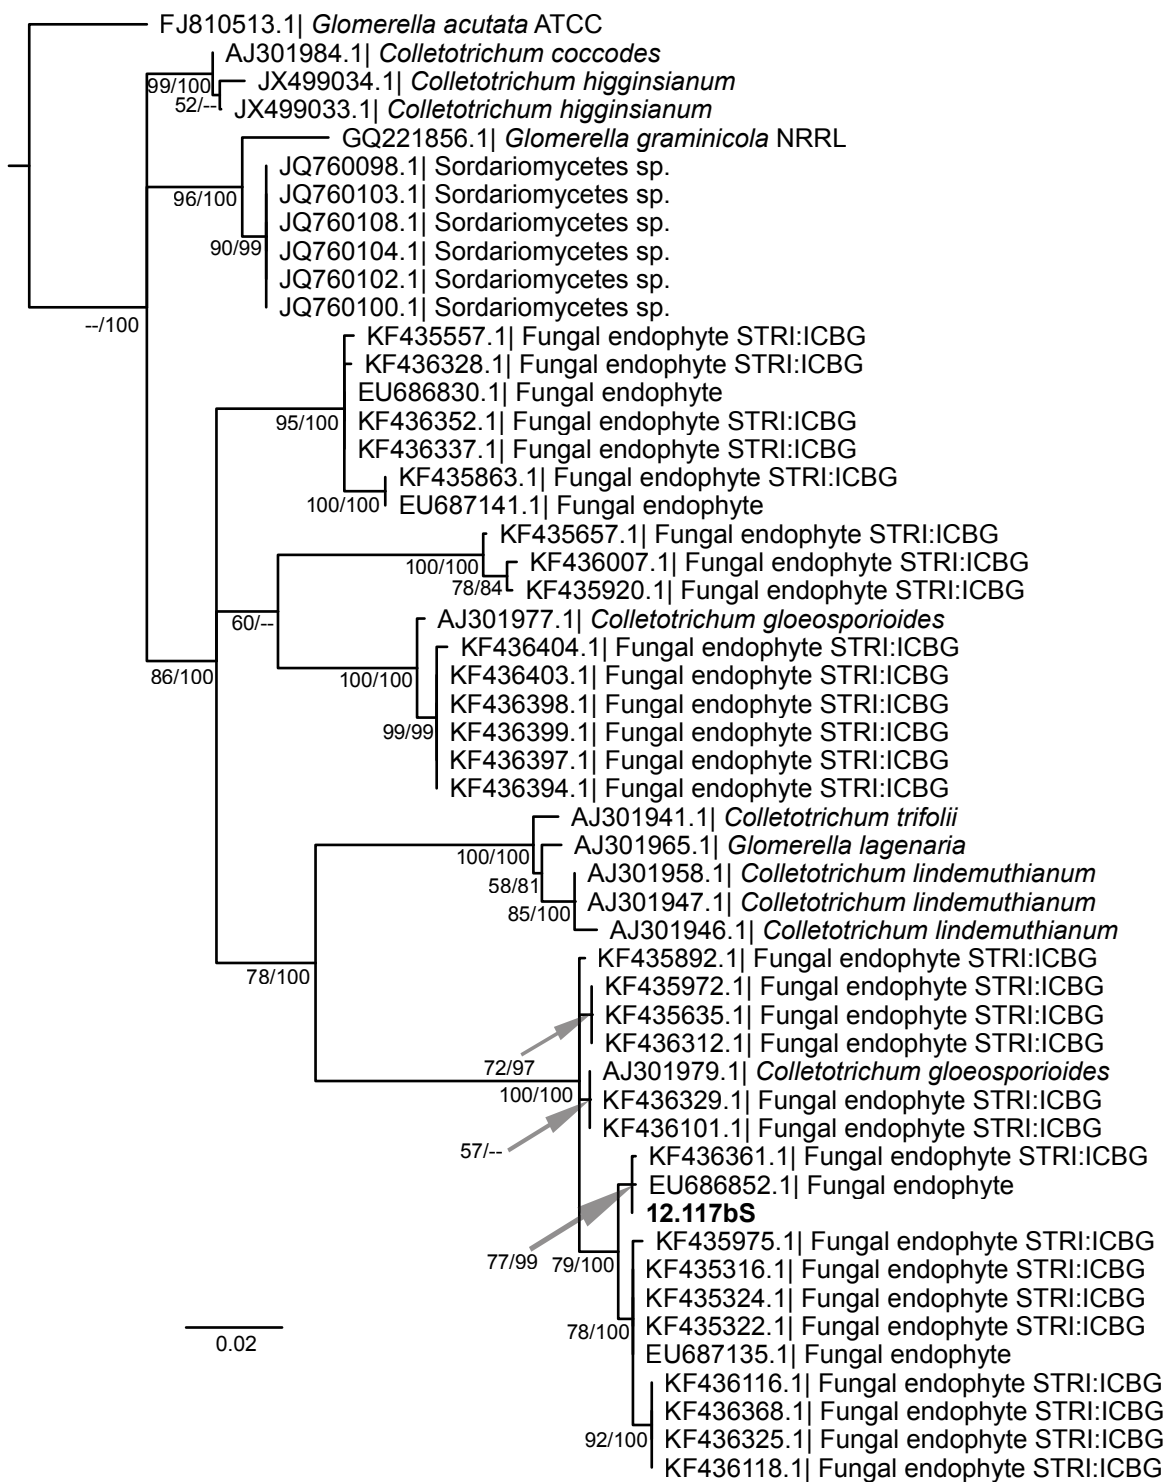 FJ810513.1| Glomerella acutata ATCC
AJ301984.1| Colletotrichum coccodes
99/100
JX499034.1| Colletotrichum higginsianum
52/--
JX499033.1| Colletotrichum higginsianum
GQ221856.1| Glomerella graminicola NRRL
JQ760098.1| Sordariomycetes sp.
96/100
JQ760103.1| Sordariomycetes sp.
JQ760108.1| Sordariomycetes sp.
90/99
JQ760104.1| Sordariomycetes sp.
JQ760102.1| Sordariomycetes sp.
JQ760100.1| Sordariomycetes sp.
--/100
KF435557.1| Fungal endophyte STRI:ICBG
KF436328.1| Fungal endophyte STRI:ICBG
EU686830.1| Fungal endophyte
95/100
KF436352.1| Fungal endophyte STRI:ICBG
KF436337.1| Fungal endophyte STRI:ICBG
KF435863.1| Fungal endophyte STRI:ICBG
100/100
EU687141.1| Fungal endophyte
KF435657.1| Fungal endophyte STRI:ICBG
100/100
KF436007.1| Fungal endophyte STRI:ICBG
78/84
KF435920.1| Fungal endophyte STRI:ICBG
60/--
AJ301977.1| Colletotrichum gloeosporioides
KF436404.1| Fungal endophyte STRI:ICBG
86/100
100/100
KF436403.1| Fungal endophyte STRI:ICBG
KF436398.1| Fungal endophyte STRI:ICBG
99/99
KF436399.1| Fungal endophyte STRI:ICBG
KF436397.1| Fungal endophyte STRI:ICBG
KF436394.1| Fungal endophyte STRI:ICBG
AJ301941.1| Colletotrichum trifolii
100/100
AJ301965.1| Glomerella lagenaria
58/81
AJ301958.1| Colletotrichum lindemuthianum
85/100
AJ301947.1| Colletotrichum lindemuthianum
AJ301946.1| Colletotrichum lindemuthianum
78/100
KF435892.1| Fungal endophyte STRI:ICBG
KF435972.1| Fungal endophyte STRI:ICBG
KF435635.1| Fungal endophyte STRI:ICBG
KF436312.1| Fungal endophyte STRI:ICBG
72/97
AJ301979.1| Colletotrichum gloeosporioides
100/100
KF436329.1| Fungal endophyte STRI:ICBG
KF436101.1| Fungal endophyte STRI:ICBG
57/--
KF436361.1| Fungal endophyte STRI:ICBG
EU686852.1| Fungal endophyte
12.117bS
KF435975.1| Fungal endophyte STRI:ICBG
77/99
79/100
KF435316.1| Fungal endophyte STRI:ICBG
KF435324.1| Fungal endophyte STRI:ICBG
78/100
KF435322.1| Fungal endophyte STRI:ICBG
0.02
EU687135.1| Fungal endophyte
KF436116.1| Fungal endophyte STRI:ICBG
KF436368.1| Fungal endophyte STRI:ICBG
92/100
KF436325.1| Fungal endophyte STRI:ICBG
KF436118.1| Fungal endophyte STRI:ICBG